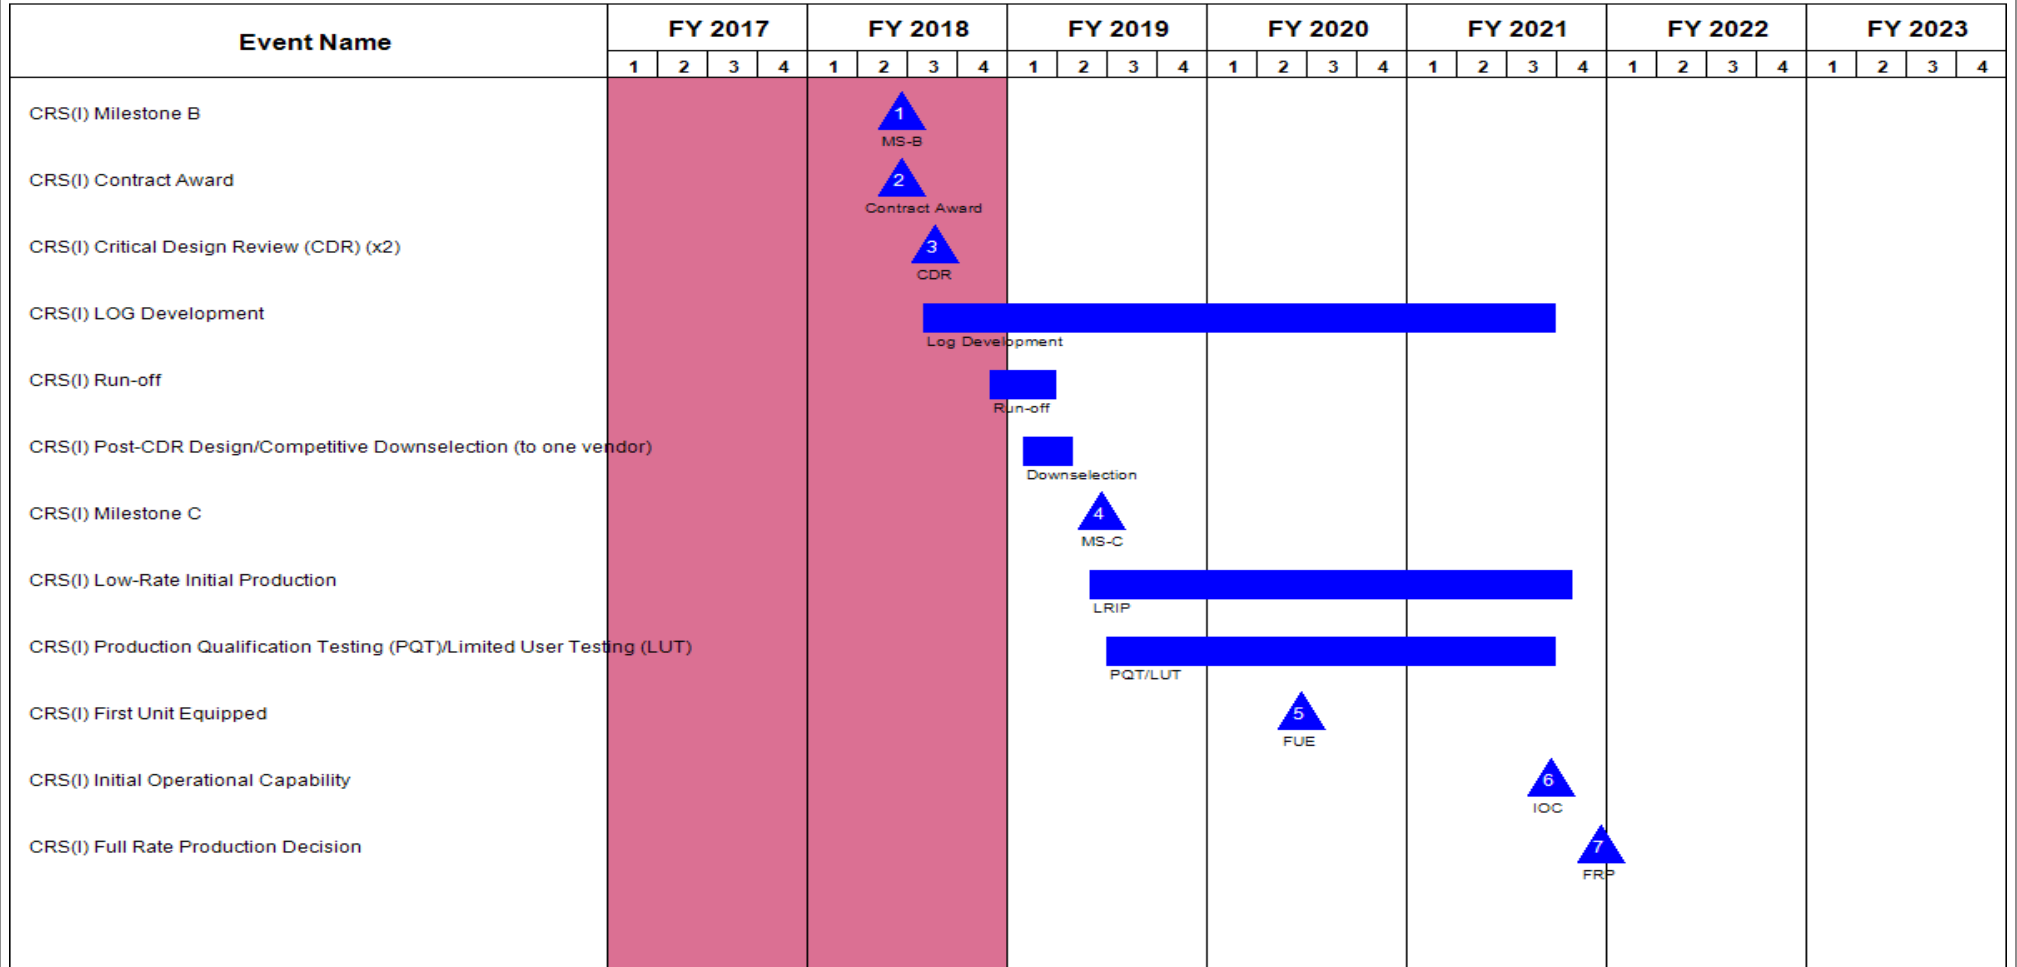 Event Name
FY 2017 FY 2018 FY 2019 FY 2020 FY 2021 FY 2022 FY 2023
1 2 3 4 1 2 3 4 1 2 3 4 1 2 3 4 1 2 3 4 1 2 3 4 1 2 3 4
CRS(I) Milestone B
1
MS-B
CRS(I) Contract Award
2
Contract Award
CRS(I) Critical Design Review (CDR) (x2)
3
CDR
CRS(I) LOG Development
Log Development
CRS(I) Run-off
Run-off
CRS(I) Post-CDR Design/Competitive Downselection (to one vendor)
Downselection
CRS(I) Milestone C
4
MS-C
CRS(I) Low-Rate Initial Production
LRIP
CRS(I) Production Qualification Testing (PQT)/Limited User Testing (LUT)
PQT/LUT
CRS(I) First Unit Equipped
5
FUE
CRS(I) Initial Operational Capability
6
IOC
CRS(I) Full Rate Production Decision
7
FRP